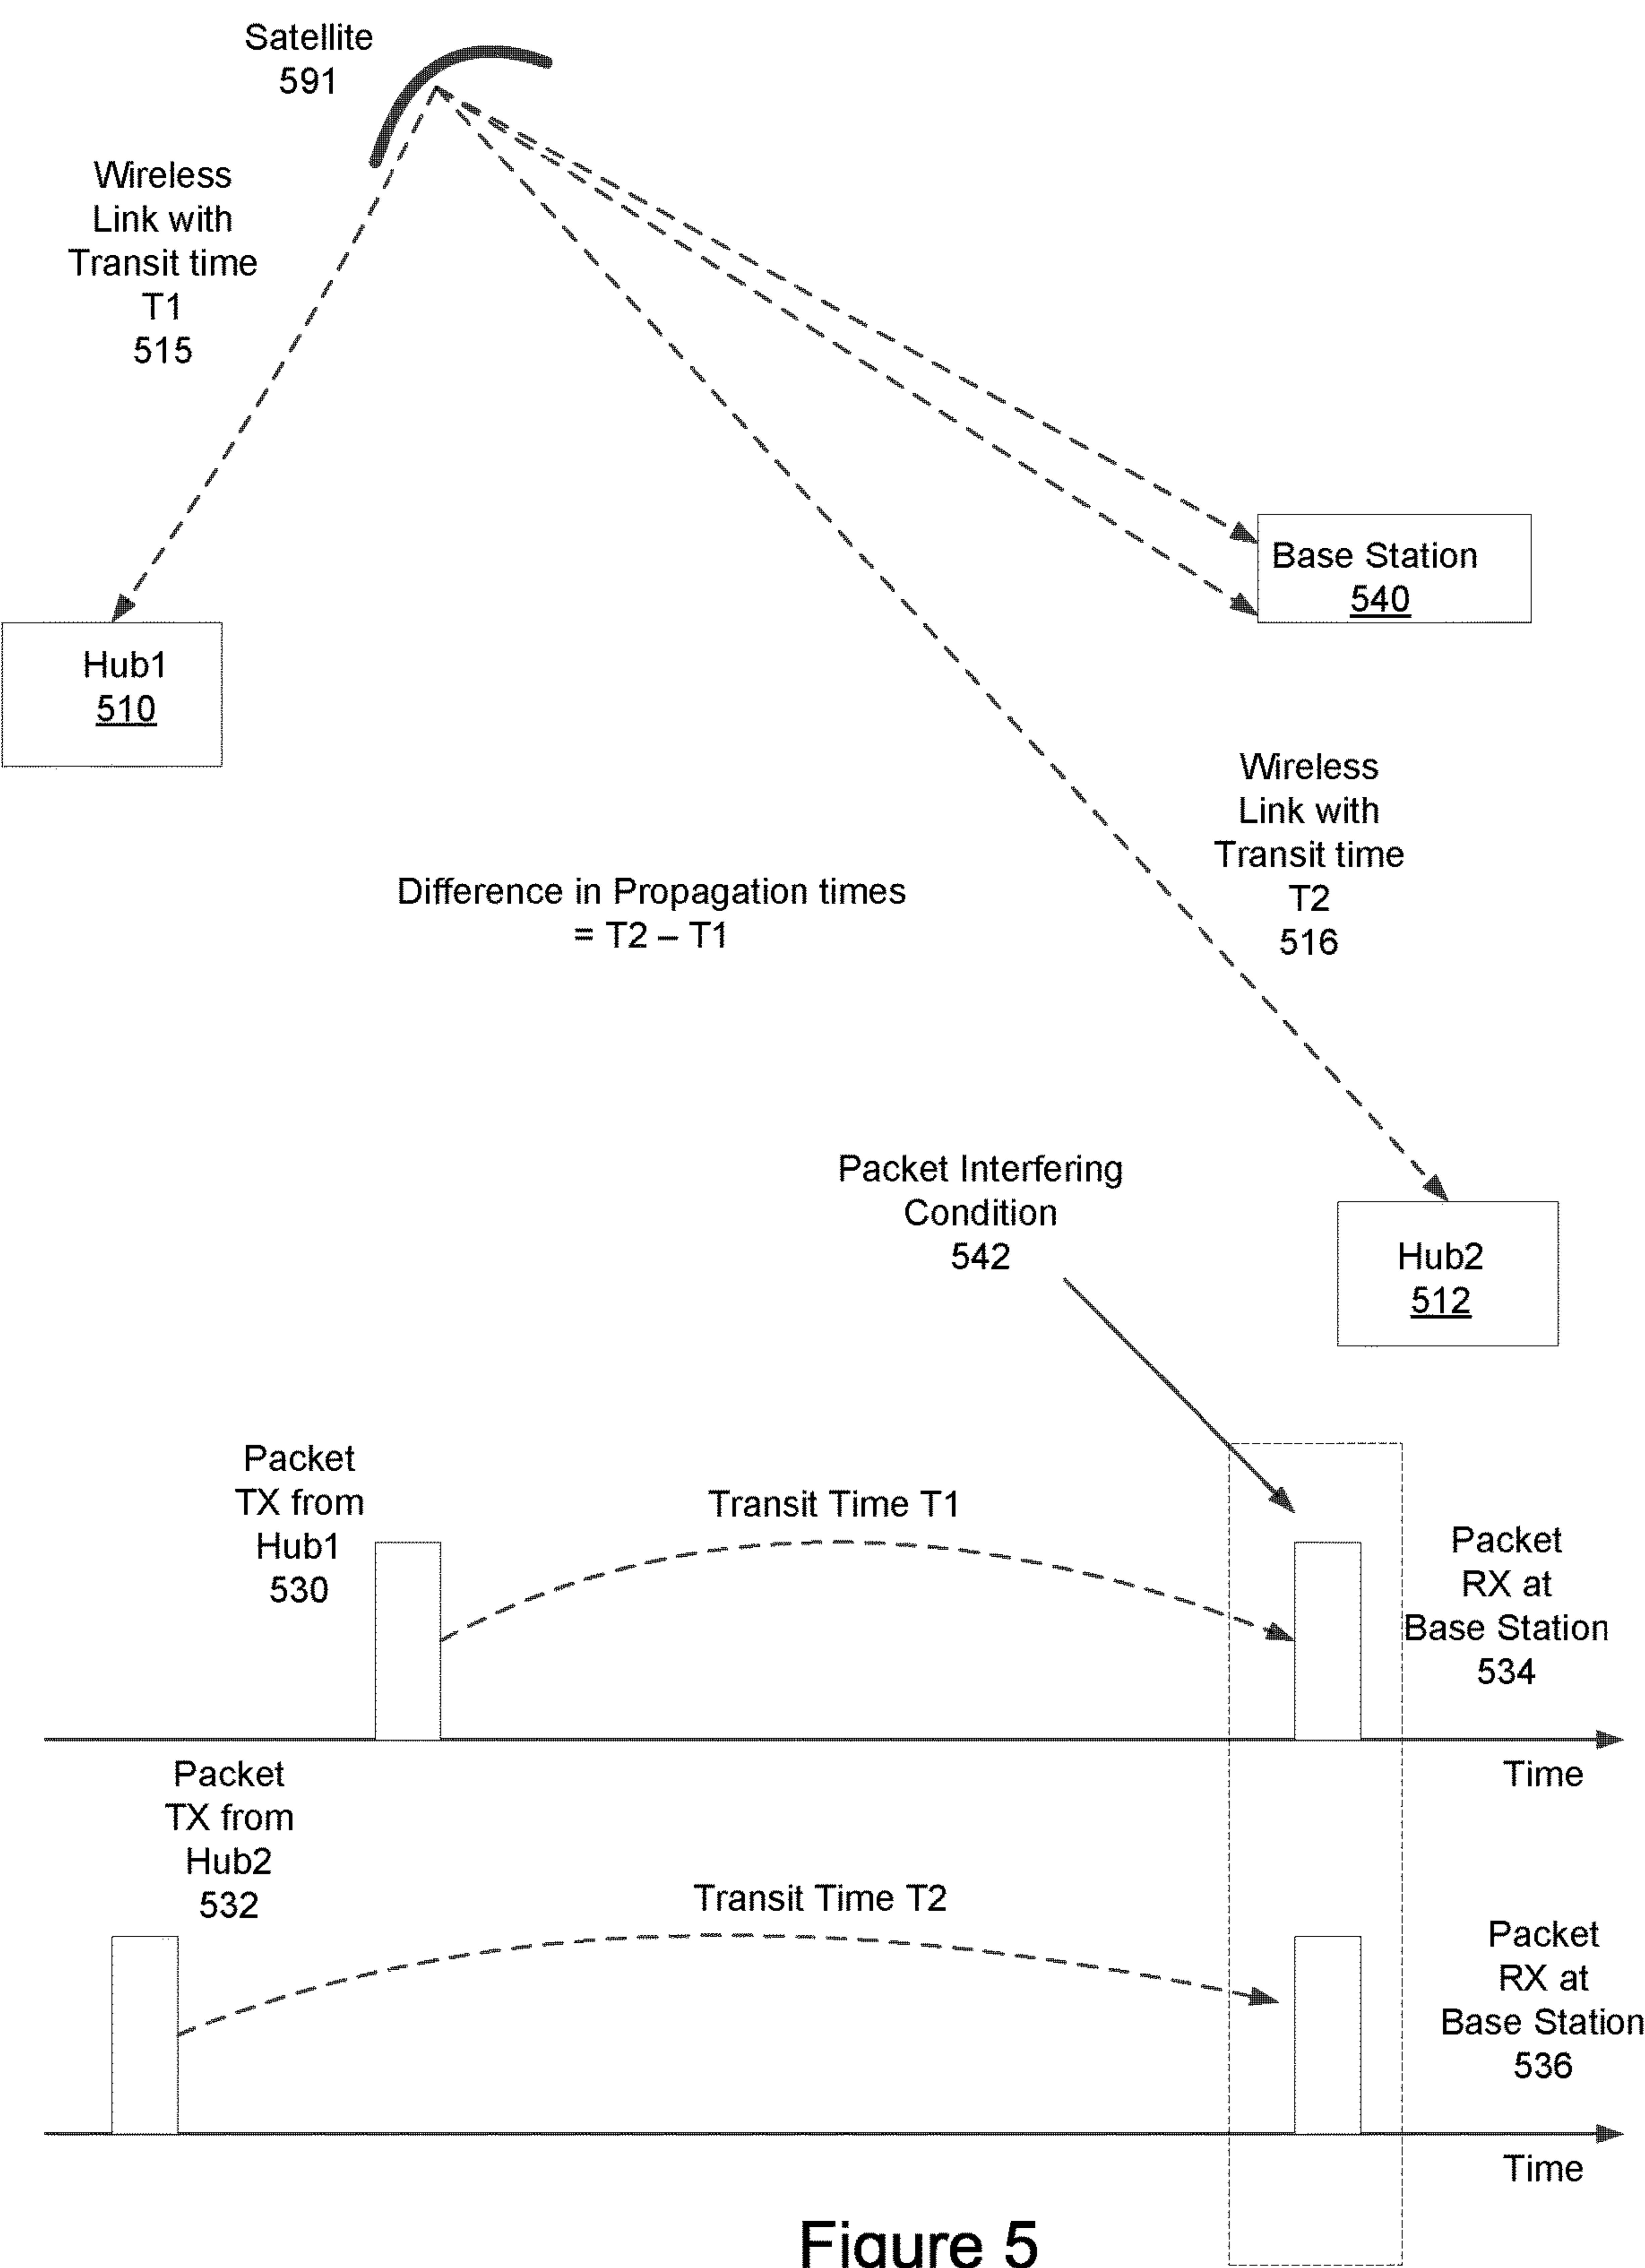 Satellite
591
Wireless
Link with
Transit time
T1
515
Base Station
540
Hub1
510
Wireless
Link with
Transit time
T2
516
Difference in Propagation times
= T2 – T1
Packet Interfering
Condition
542
Hub2
512
Packet
TX from
Hub1
530
Transit Time T1
Packet
RX at
Base Station
534
Time
Packet
TX from
Hub2
532
Transit Time T2
Packet
RX at
Base Station
536
Time
Figure 5